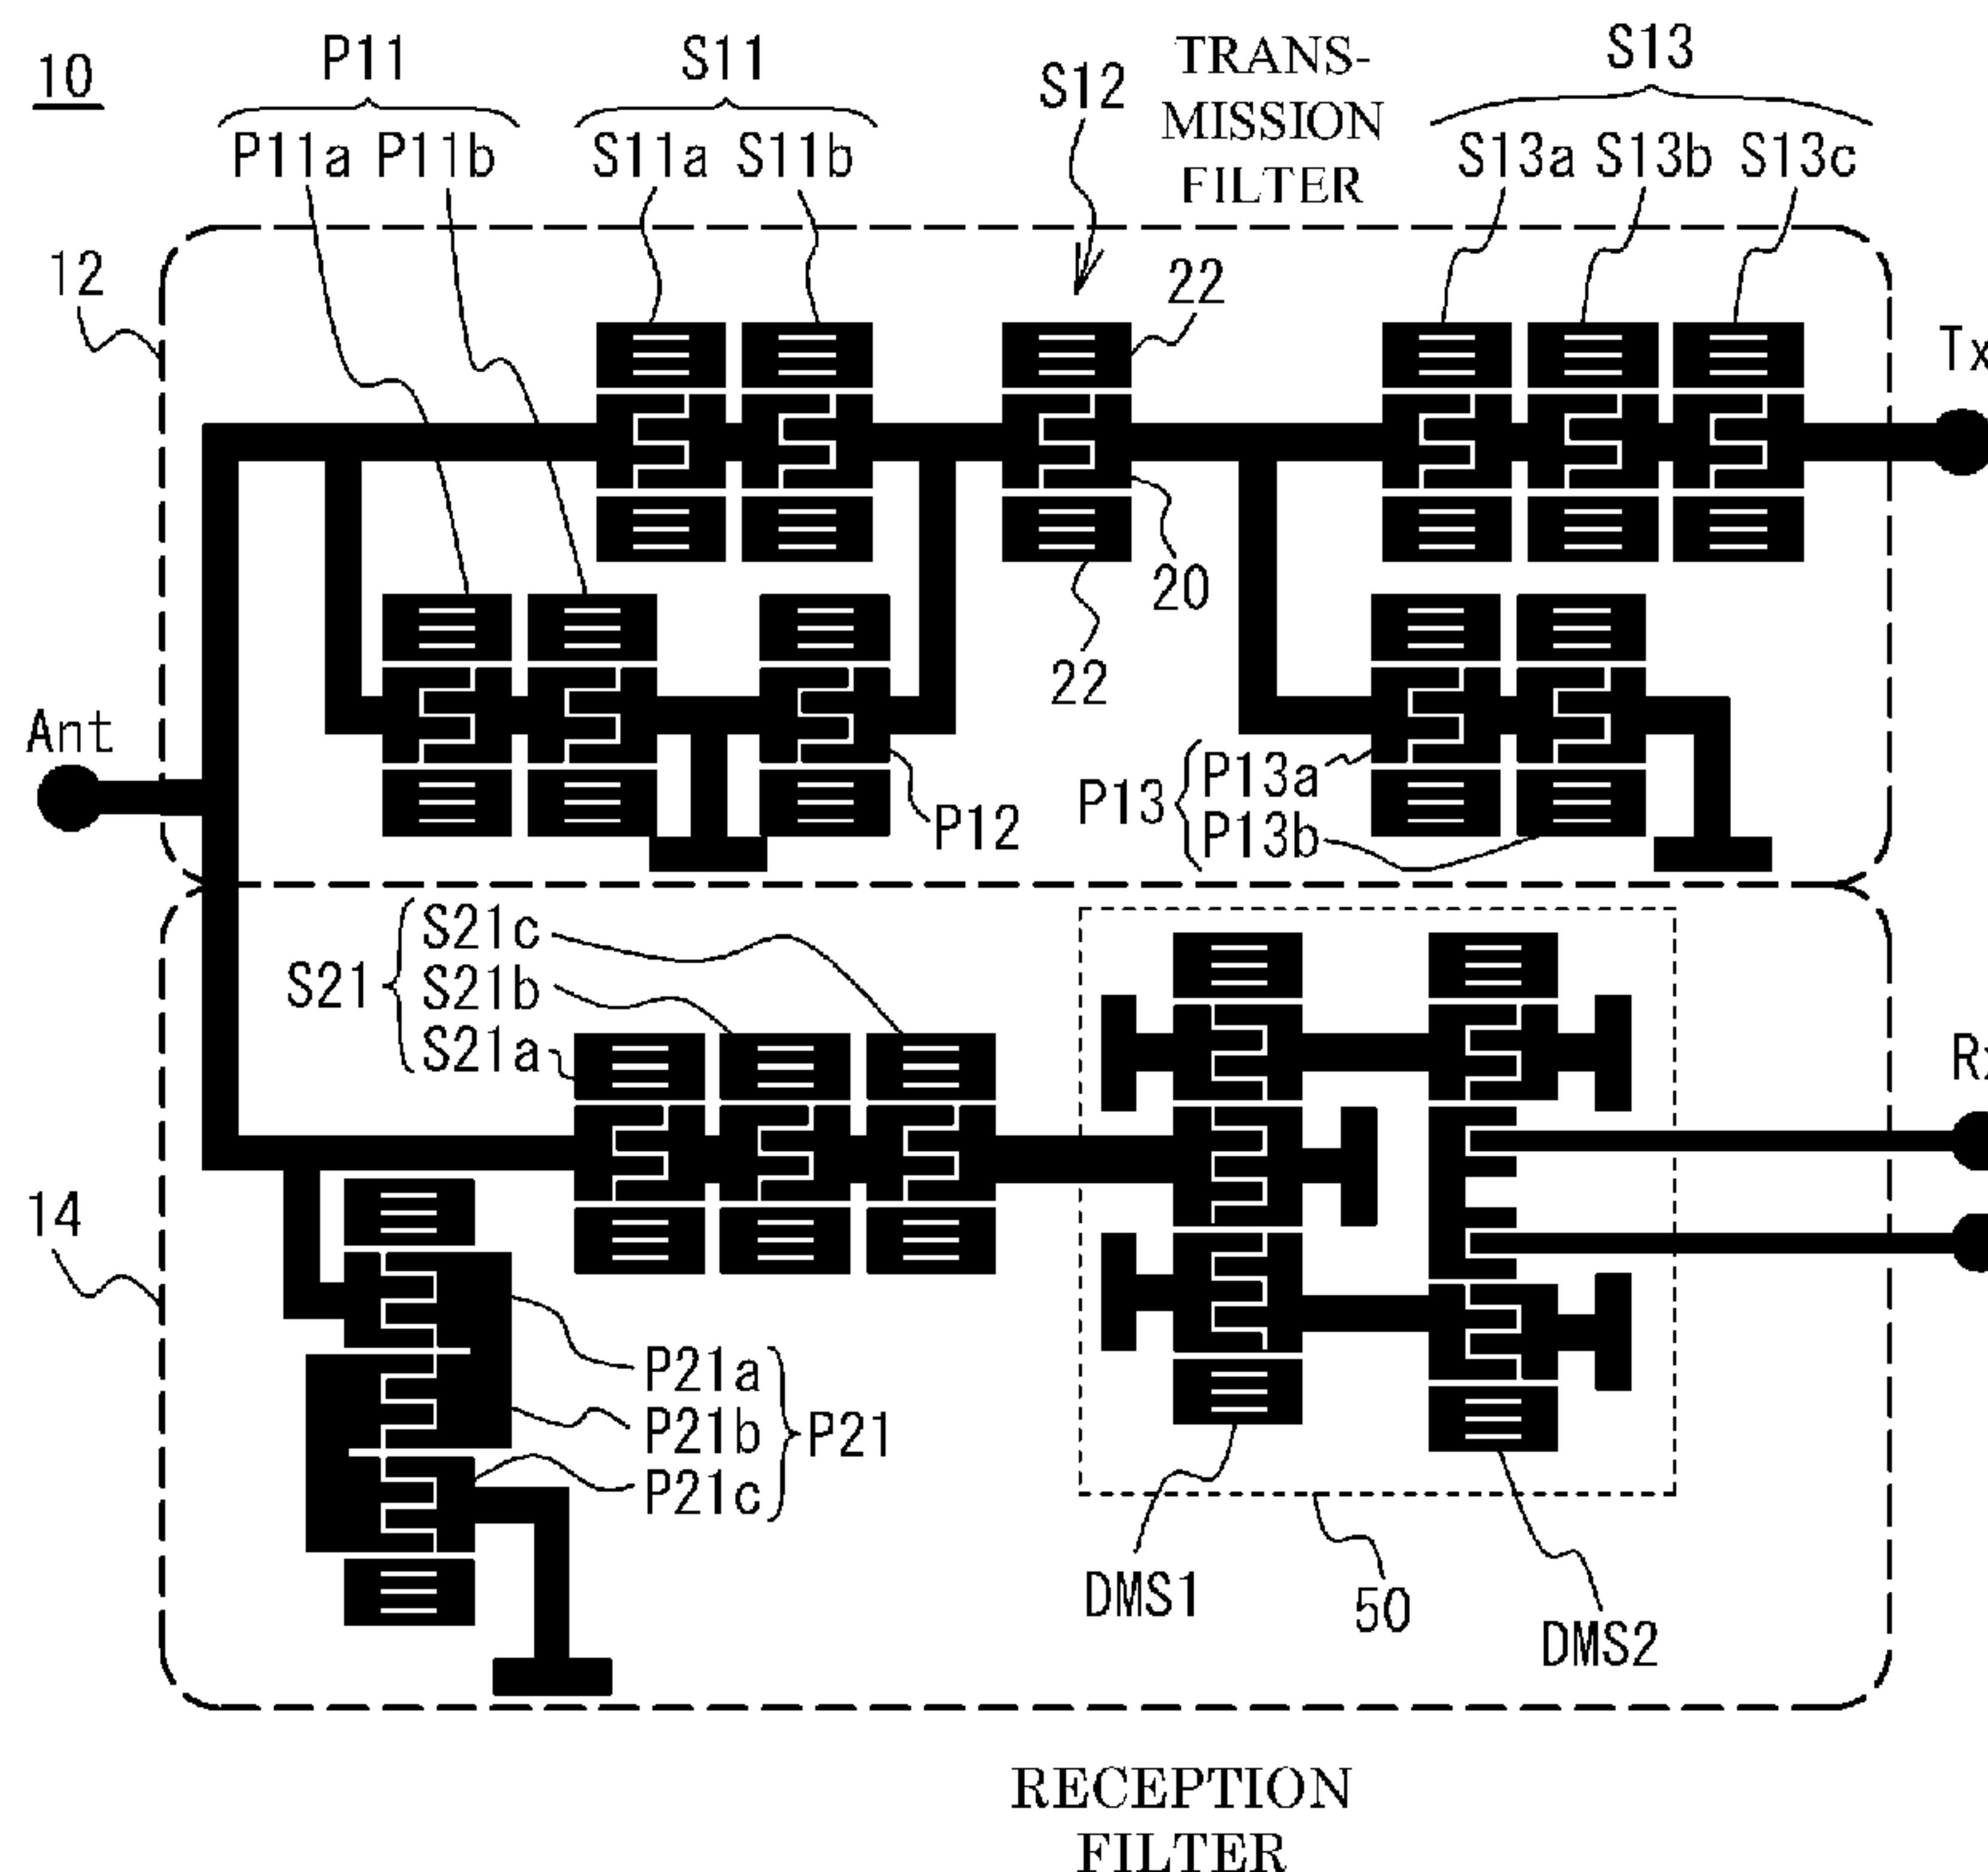 10
P11
S11
S12
TRANS-
MISSION
FILTER
S13
P11a P11b
S11a S11b
S13a S13b S13c
12
22
Tx
20
22
Ant
P12
P13
P13a
P13b
S21
S21c
S21b
S21a
14
P21a
P21b
P21c
P21
DMS1
50
DMS2
RECEPTION
FILTER